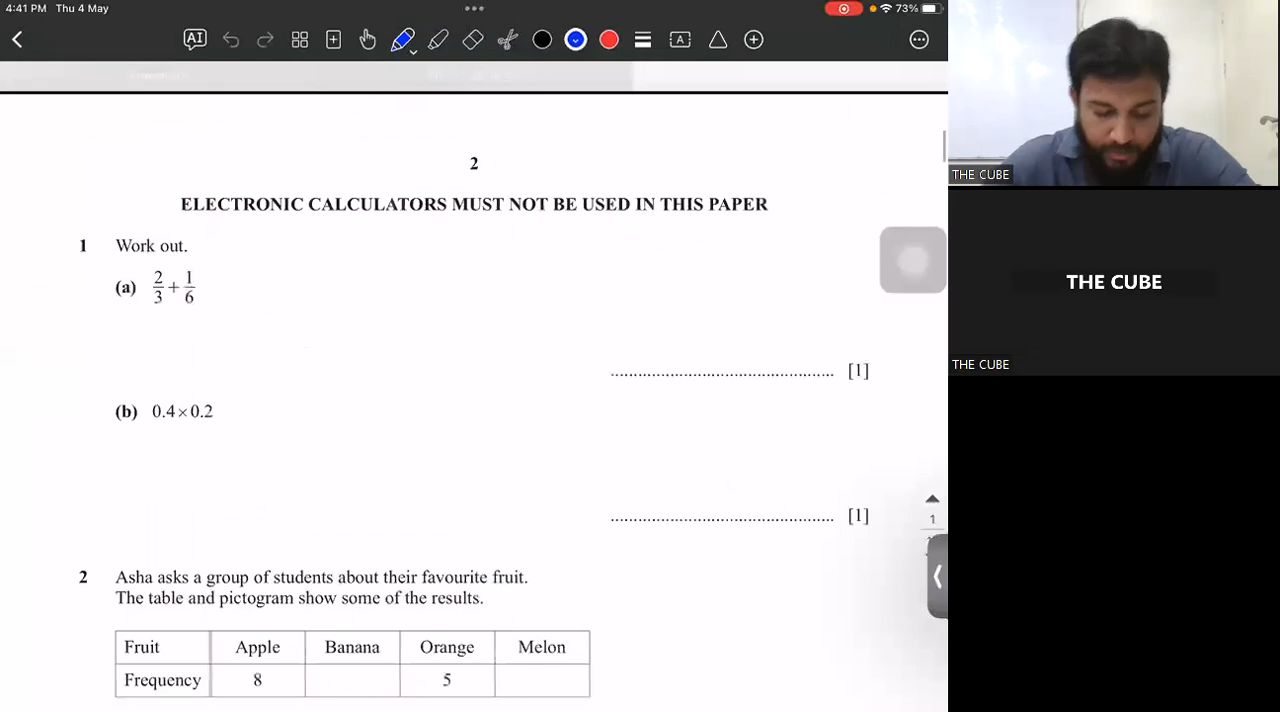 4:41 PM Thu 4 May
73%
AI
A
2
ELECTRONIC CALCULATORS MUST NOT BE USED IN THIS PAPER
1 Work out.
(a) 2/3 + 1/6
.................................................. [1]
(b) 0.4 × 0.2
.................................................. [1]
2 Asha asks a group of students about their favourite fruit.
The table and pictogram show some of the results.
Fruit Apple Banana Orange Melon
Frequency 8 5
1
THE CUBE
THE CUBE
THE CUBE